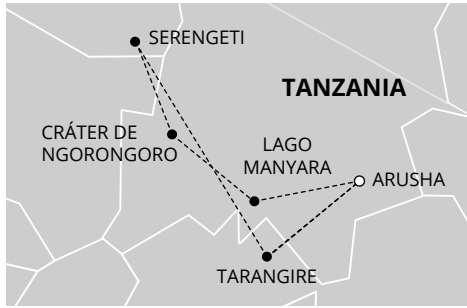 SERENGETI
TANZANIA
CRÁTER DE
NGORONGORO
LAGO
MANYARA
ARUSHA
TARANGIRE